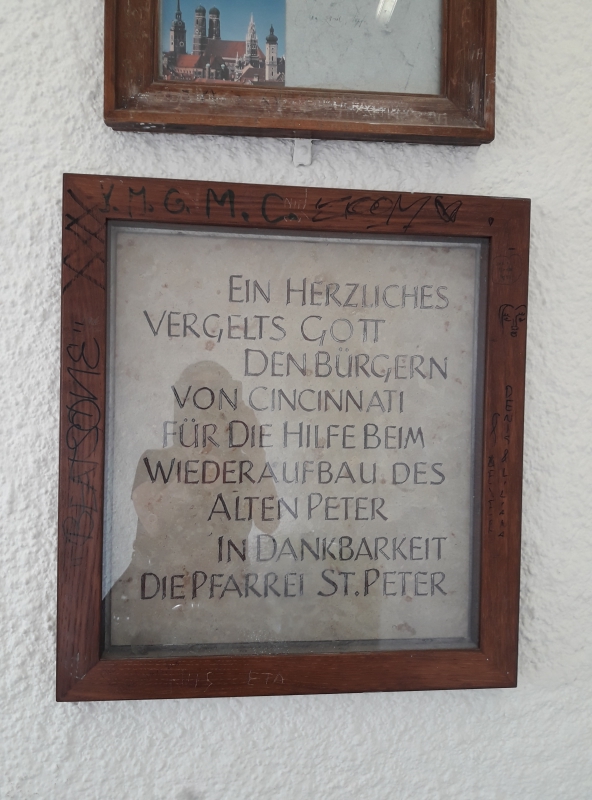 Y. M. G. M. C.
EIN HERZLICHES
VERGELTS GOTT
DEN BÜRGERN
VON CINCINNATI
FÜR DIE HILFE BEIM
WIEDERAUFBAU DES
ALTEN PETER
IN DANKBARKEIT
DIE PFARREI ST. PETER
ETA